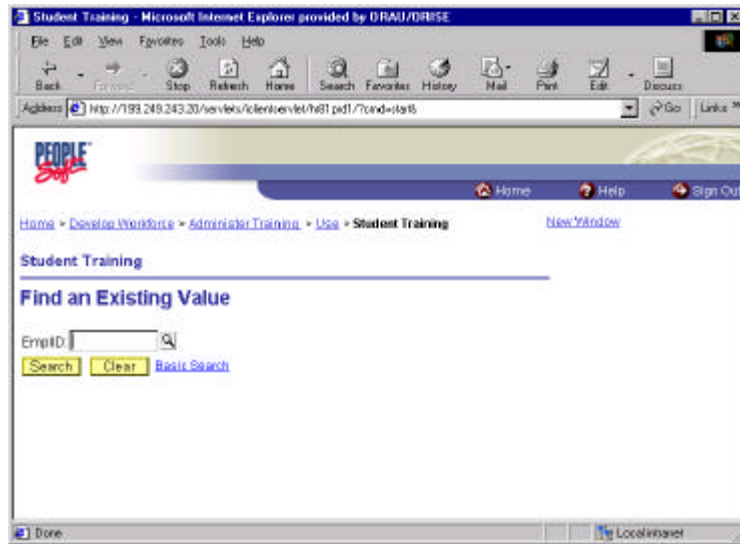 Student Training - Microsoft Internet Explorer provided by ORAU/ORISE
File Edit View Favorites Tools Help
Back Forward Stop Refresh Home Search Favorites History Mail Print Edit Discuss
Address http://199.249.243.20/servlets/iclientservlet/hr81prd1/?cmd=start& Go Links »
PEOPLE Soft
Home Help Sign Out
Home > Develop Workforce > Administer Training > Use > Student Training New Window
Student Training
Find an Existing Value
EmplID:
Search Clear Basic Search
Done Local intranet